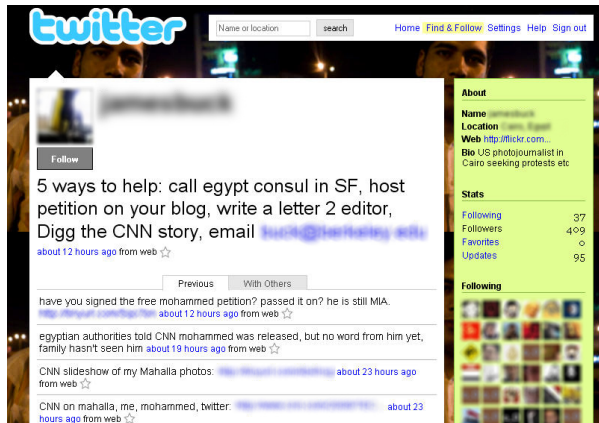 twitter
Name or location
search
Home Find & Follow Settings Help Sign out
Follow
5 ways to help: call egypt consul in SF, host
petition on your blog, write a letter 2 editor,
Digg the CNN story, email
about 12 hours ago from web
Previous
With Others
have you signed the free mohammed petition? passed it on? he is still MIA.
about 12 hours ago from web
egyptian authorities told CNN mohammed was released, but no word from him yet,
family hasn't seen him about 19 hours ago from web
CNN slideshow of my Mahalla photos: about 23 hours ago
from web
CNN on mahalla, me, mohammed, twitter: about 23
hours ago from web
About
Name
Location
Web http://flickr.com...
Bio US photojournalist in
Cairo seeking protests etc
Stats
Following 37
Followers 409
Favorites 0
Updates 95
Following